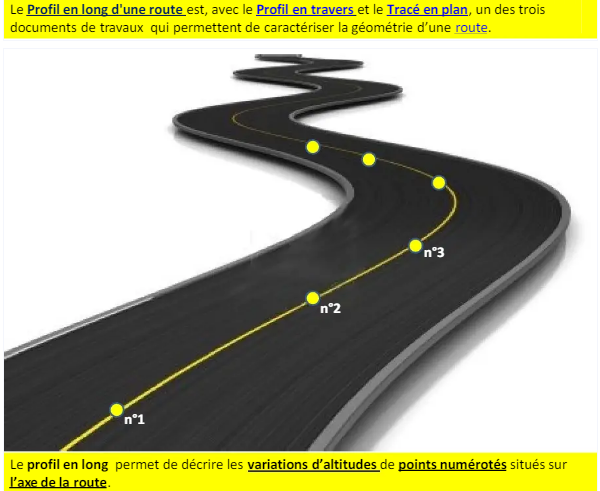 Le Profil en long d'une route est, avec le Profil en travers et le Tracé en plan, un des trois
documents de travaux qui permettent de caractériser la géométrie d'une route.
n°3
n°2
n°1
Le profil en long permet de décrire les variations d'altitudes de points numérotés situés sur
l'axe de la route.